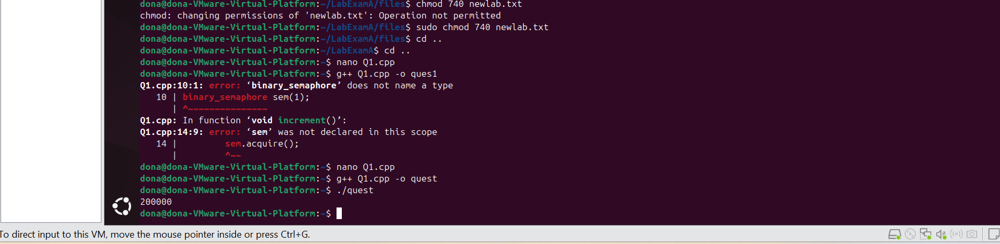 dona@dona-VMware-Virtual-Platform:~/LabExamA/files$ chmod 740 newlab.txt
chmod: changing permissions of 'newlab.txt': Operation not permitted
dona@dona-VMware-Virtual-Platform:~/LabExamA/files$ sudo chmod 740 newlab.txt
dona@dona-VMware-Virtual-Platform:~/LabExamA/files$ cd ..
dona@dona-VMware-Virtual-Platform:~/LabExamA$ cd ..
dona@dona-VMware-Virtual-Platform:~$ nano Q1.cpp
dona@dona-VMware-Virtual-Platform:~$ g++ Q1.cpp -o ques1
Q1.cpp:10:1: error: ‘binary_semaphore’ does not name a type
   10 | binary_semaphore sem(1);
      | ^~~~~~~~~~~~~~~~
Q1.cpp: In function ‘void increment()’:
Q1.cpp:14:9: error: ‘sem’ was not declared in this scope
   14 |         sem.acquire();
      |         ^~~
dona@dona-VMware-Virtual-Platform:~$ nano Q1.cpp
dona@dona-VMware-Virtual-Platform:~$ g++ Q1.cpp -o quest
dona@dona-VMware-Virtual-Platform:~$ ./quest
200000
dona@dona-VMware-Virtual-Platform:~$
To direct input to this VM, move the mouse pointer inside or press Ctrl+G.